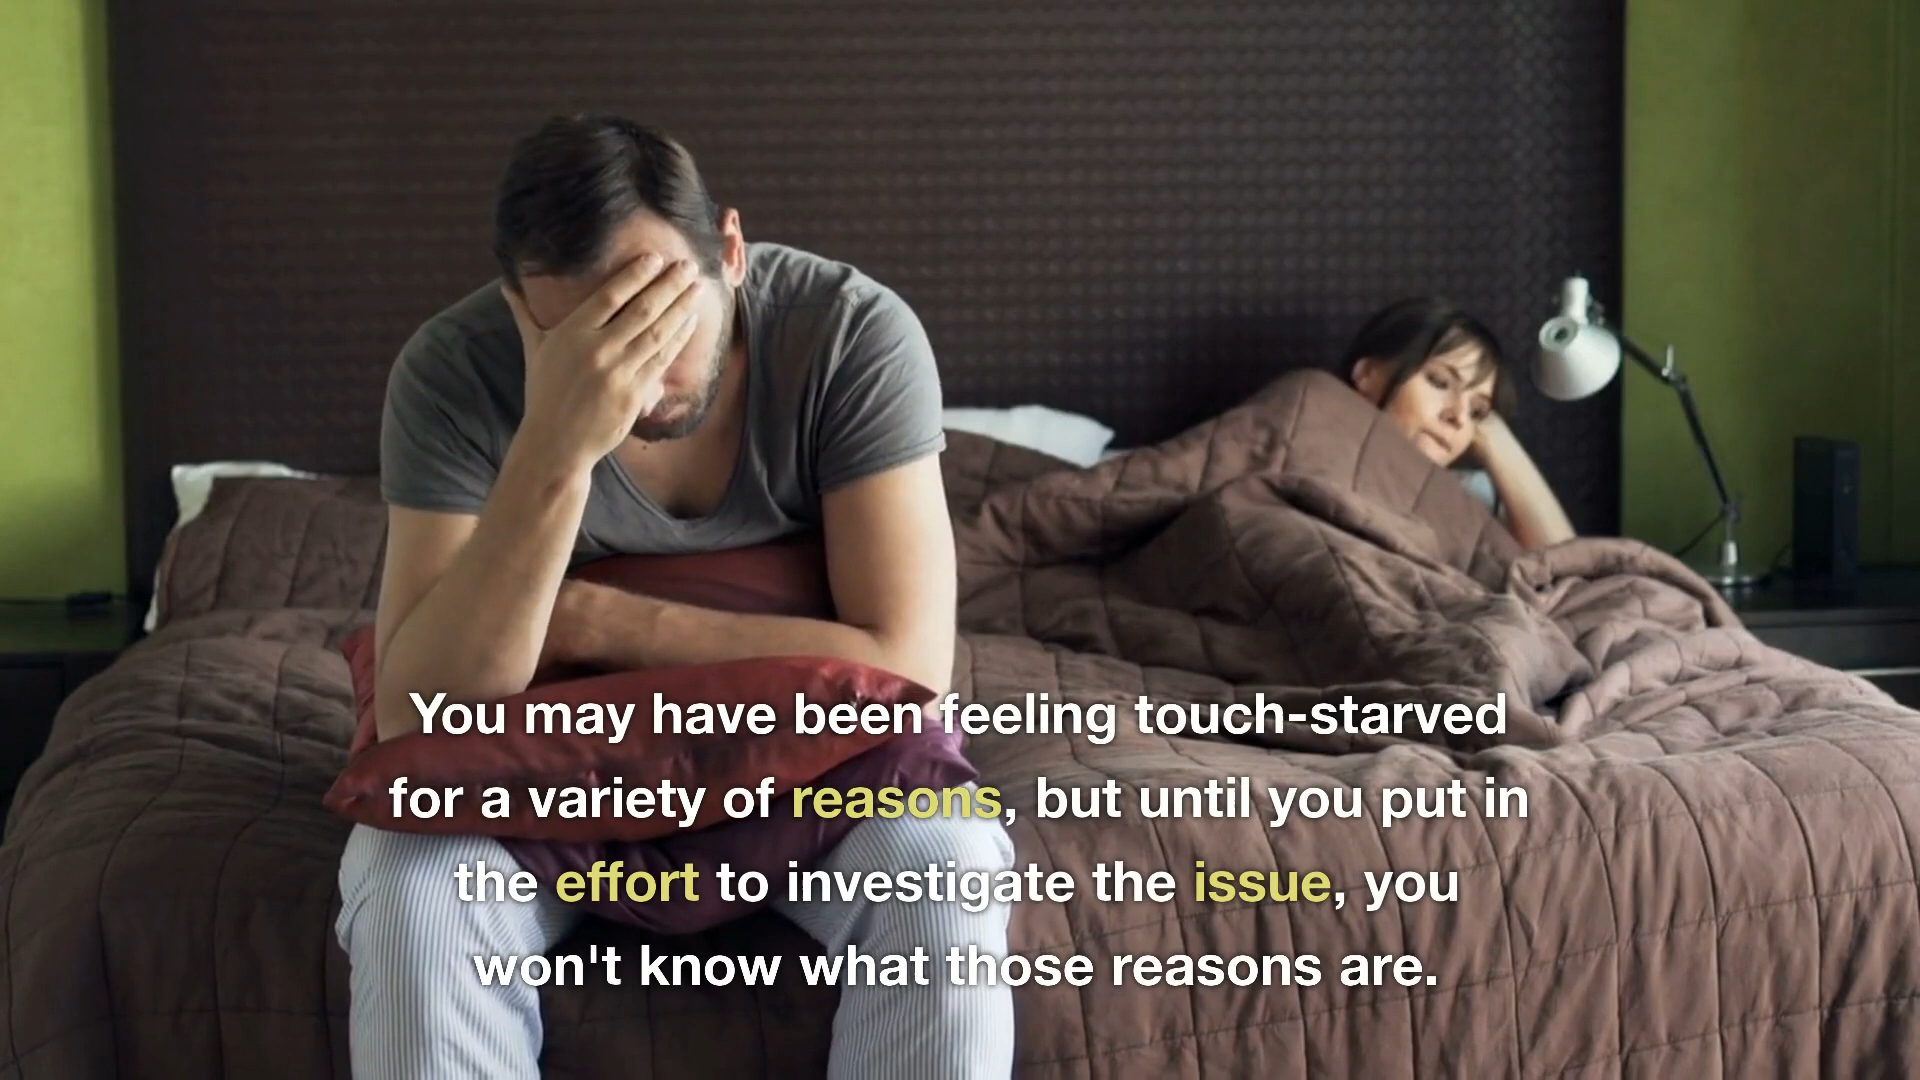 You may have been feeling touch-starved
for a variety of reasons, but until you put in
the effort to investigate the issue, you
won't know what those reasons are.